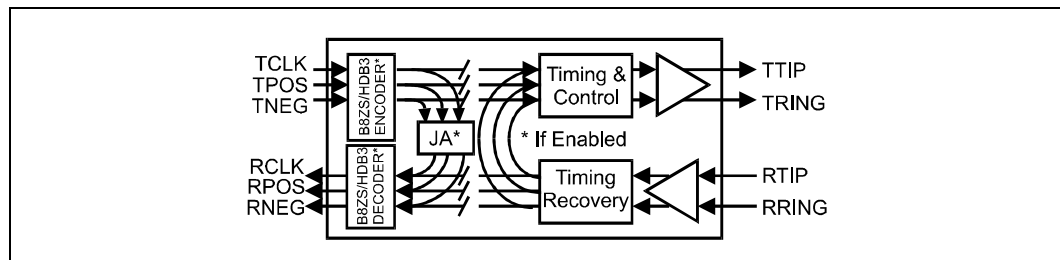 TCLK
TPOS
TNEG
B8ZS/HDB3
ENCODER*
JA*
Timing &
Control
TTIP
TRING
* If Enabled
RCLK
RPOS
RNEG
B8ZS/HDB3
DECODER*
Timing
Recovery
RTIP
RRING